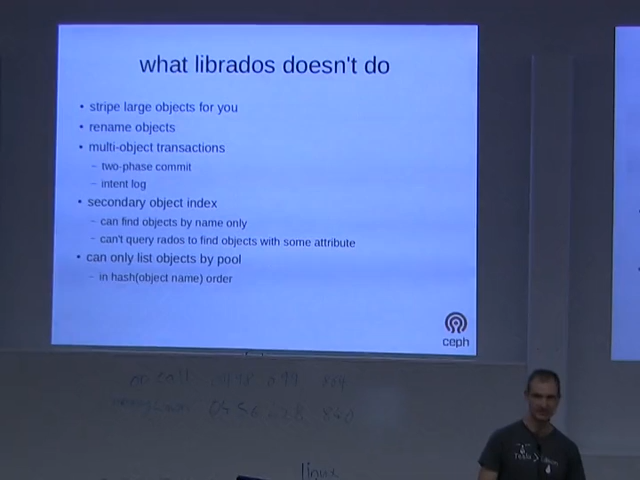 what librados doesn't do
• stripe large objects for you
• rename objects
• multi-object transactions
– two-phase commit
– intent log
• secondary object index
– can find objects by name only
– can't query rados to find objects with some attribute
• can only list objects by pool
– in hash(object name) order
ceph
linux